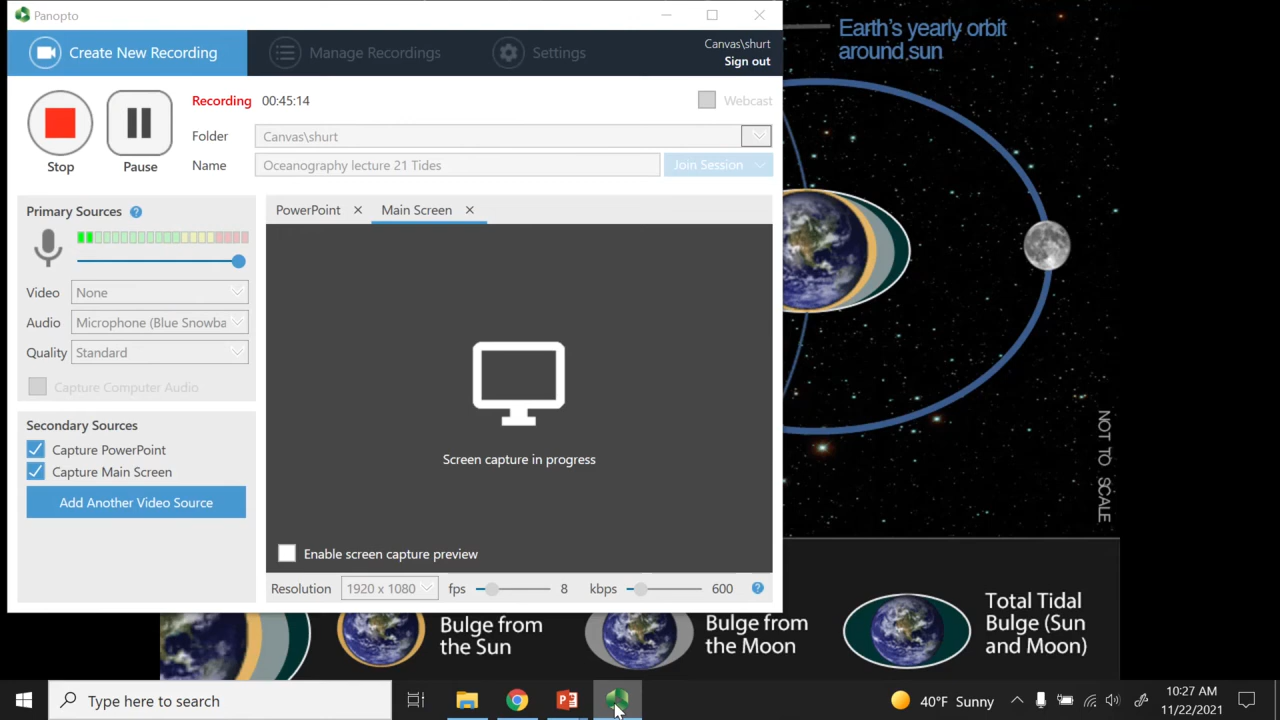 Panopto
Create New Recording
Manage Recordings
Settings
Canvas\shurt
Sign out
Recording 00:45:14
Webcast
Folder
Canvas\shurt
Stop
Pause
Name
Oceanography lecture 21 Tides
Join Session
Primary Sources
Video
None
Audio
Microphone (Blue Snowba
Quality
Standard
Capture Computer Audio
Secondary Sources
Capture PowerPoint
Capture Main Screen
Add Another Video Source
PowerPoint
Main Screen
Screen capture in progress
Enable screen capture preview
Resolution 1920 x 1080 fps 8 kbps 600
Earth's yearly orbit
around sun
NOT TO SCALE
Bulge from
the Sun
Bulge from
the Moon
Total Tidal
Bulge (Sun
and Moon)
Type here to search
40°F Sunny
10:27 AM
11/22/2021